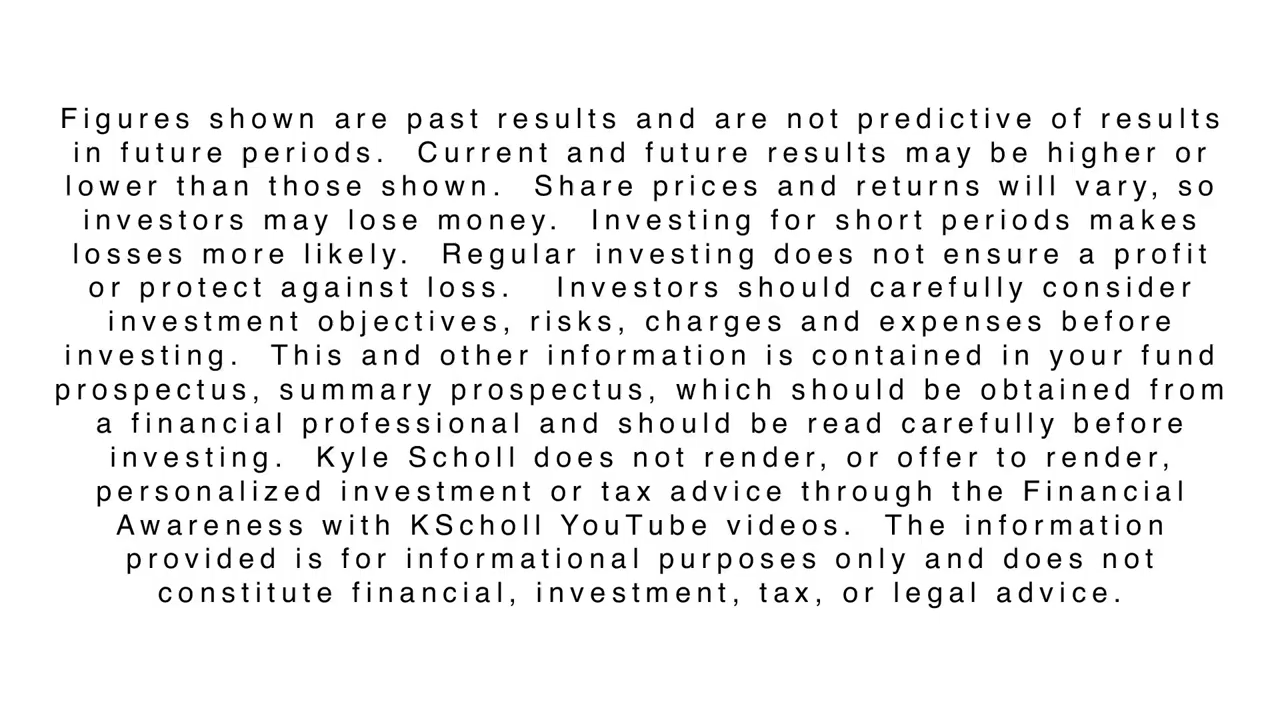 Figures shown are past results and are not predictive of results
in future periods.  Current and future results may be higher or
lower than those shown.  Share prices and returns will vary, so
investors may lose money.  Investing for short periods makes
losses more likely.  Regular investing does not ensure a profit
or protect against loss.   Investors should carefully consider
investment objectives, risks, charges and expenses before
investing.  This and other information is contained in your fund
prospectus, summary prospectus, which should be obtained from
a financial professional and should be read carefully before
investing.  Kyle Scholl does not render, or offer to render,
personalized investment or tax advice through the Financial
Awareness with KScholl YouTube videos.  The information
provided is for informational purposes only and does not
constitute financial, investment, tax, or legal advice.